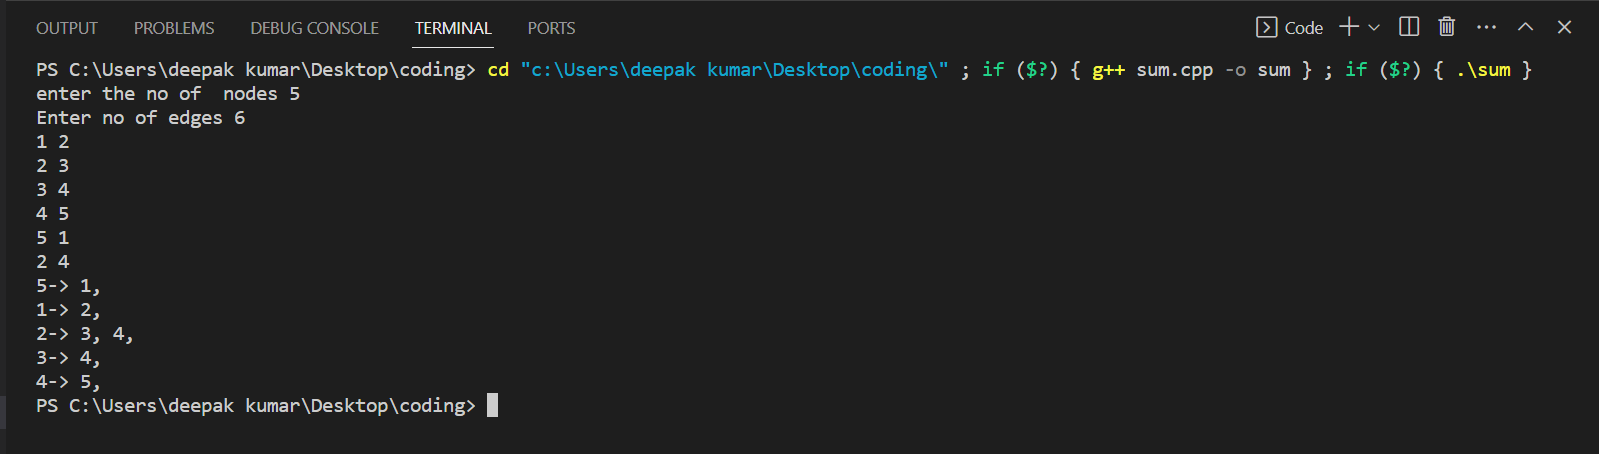 OUTPUT PROBLEMS DEBUG CONSOLE TERMINAL PORTS Code
PS C:\Users\deepak kumar\Desktop\coding> cd "c:\Users\deepak kumar\Desktop\coding\" ; if ($?) { g++ sum.cpp -o sum } ; if ($?) { .\sum }
enter the no of  nodes 5
Enter no of edges 6
1 2
2 3
3 4
4 5
5 1
2 4
5-> 1,
1-> 2,
2-> 3, 4,
3-> 4,
4-> 5,
PS C:\Users\deepak kumar\Desktop\coding>